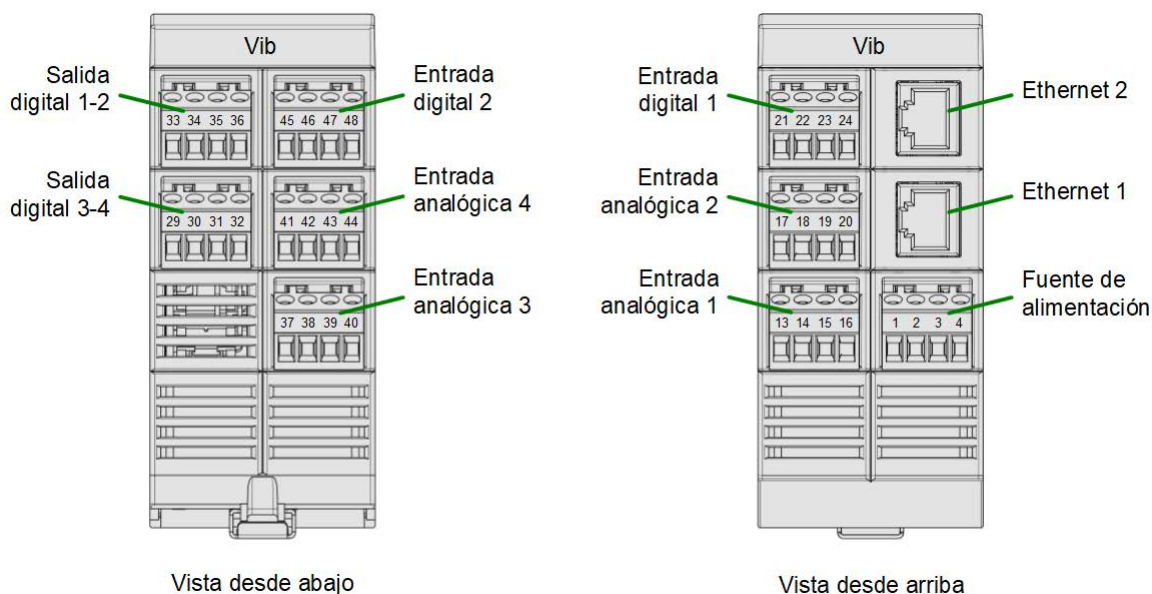 Vib
Salida
digital 1-2
33 34 35 36
45 46 47 48
Entrada
digital 2
Salida
digital 3-4
29 30 31 32
41 42 43 44
Entrada
analógica 4
37 38 39 40
Entrada
analógica 3
Vista desde abajo
Vib
Entrada
digital 1
21 22 23 24
Ethernet 2
Entrada
analógica 2
17 18 19 20
Ethernet 1
Entrada
analógica 1
13 14 15 16
1 2 3 4
Fuente de
alimentación
Vista desde arriba